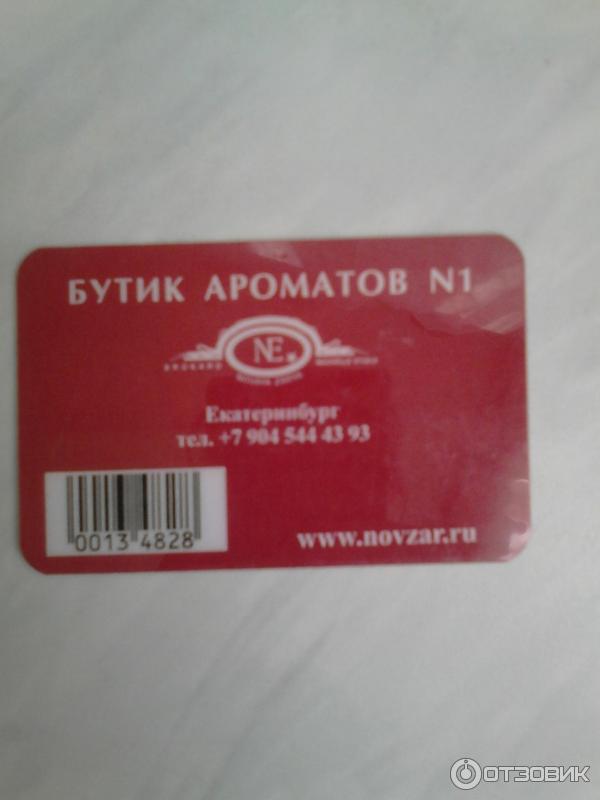 БУТИК АРОМАТОВ N1
NE
Екатеринбург
тел. +7 904 544 43 93
0013 4828
www.novzar.ru
ОТЗОВИК